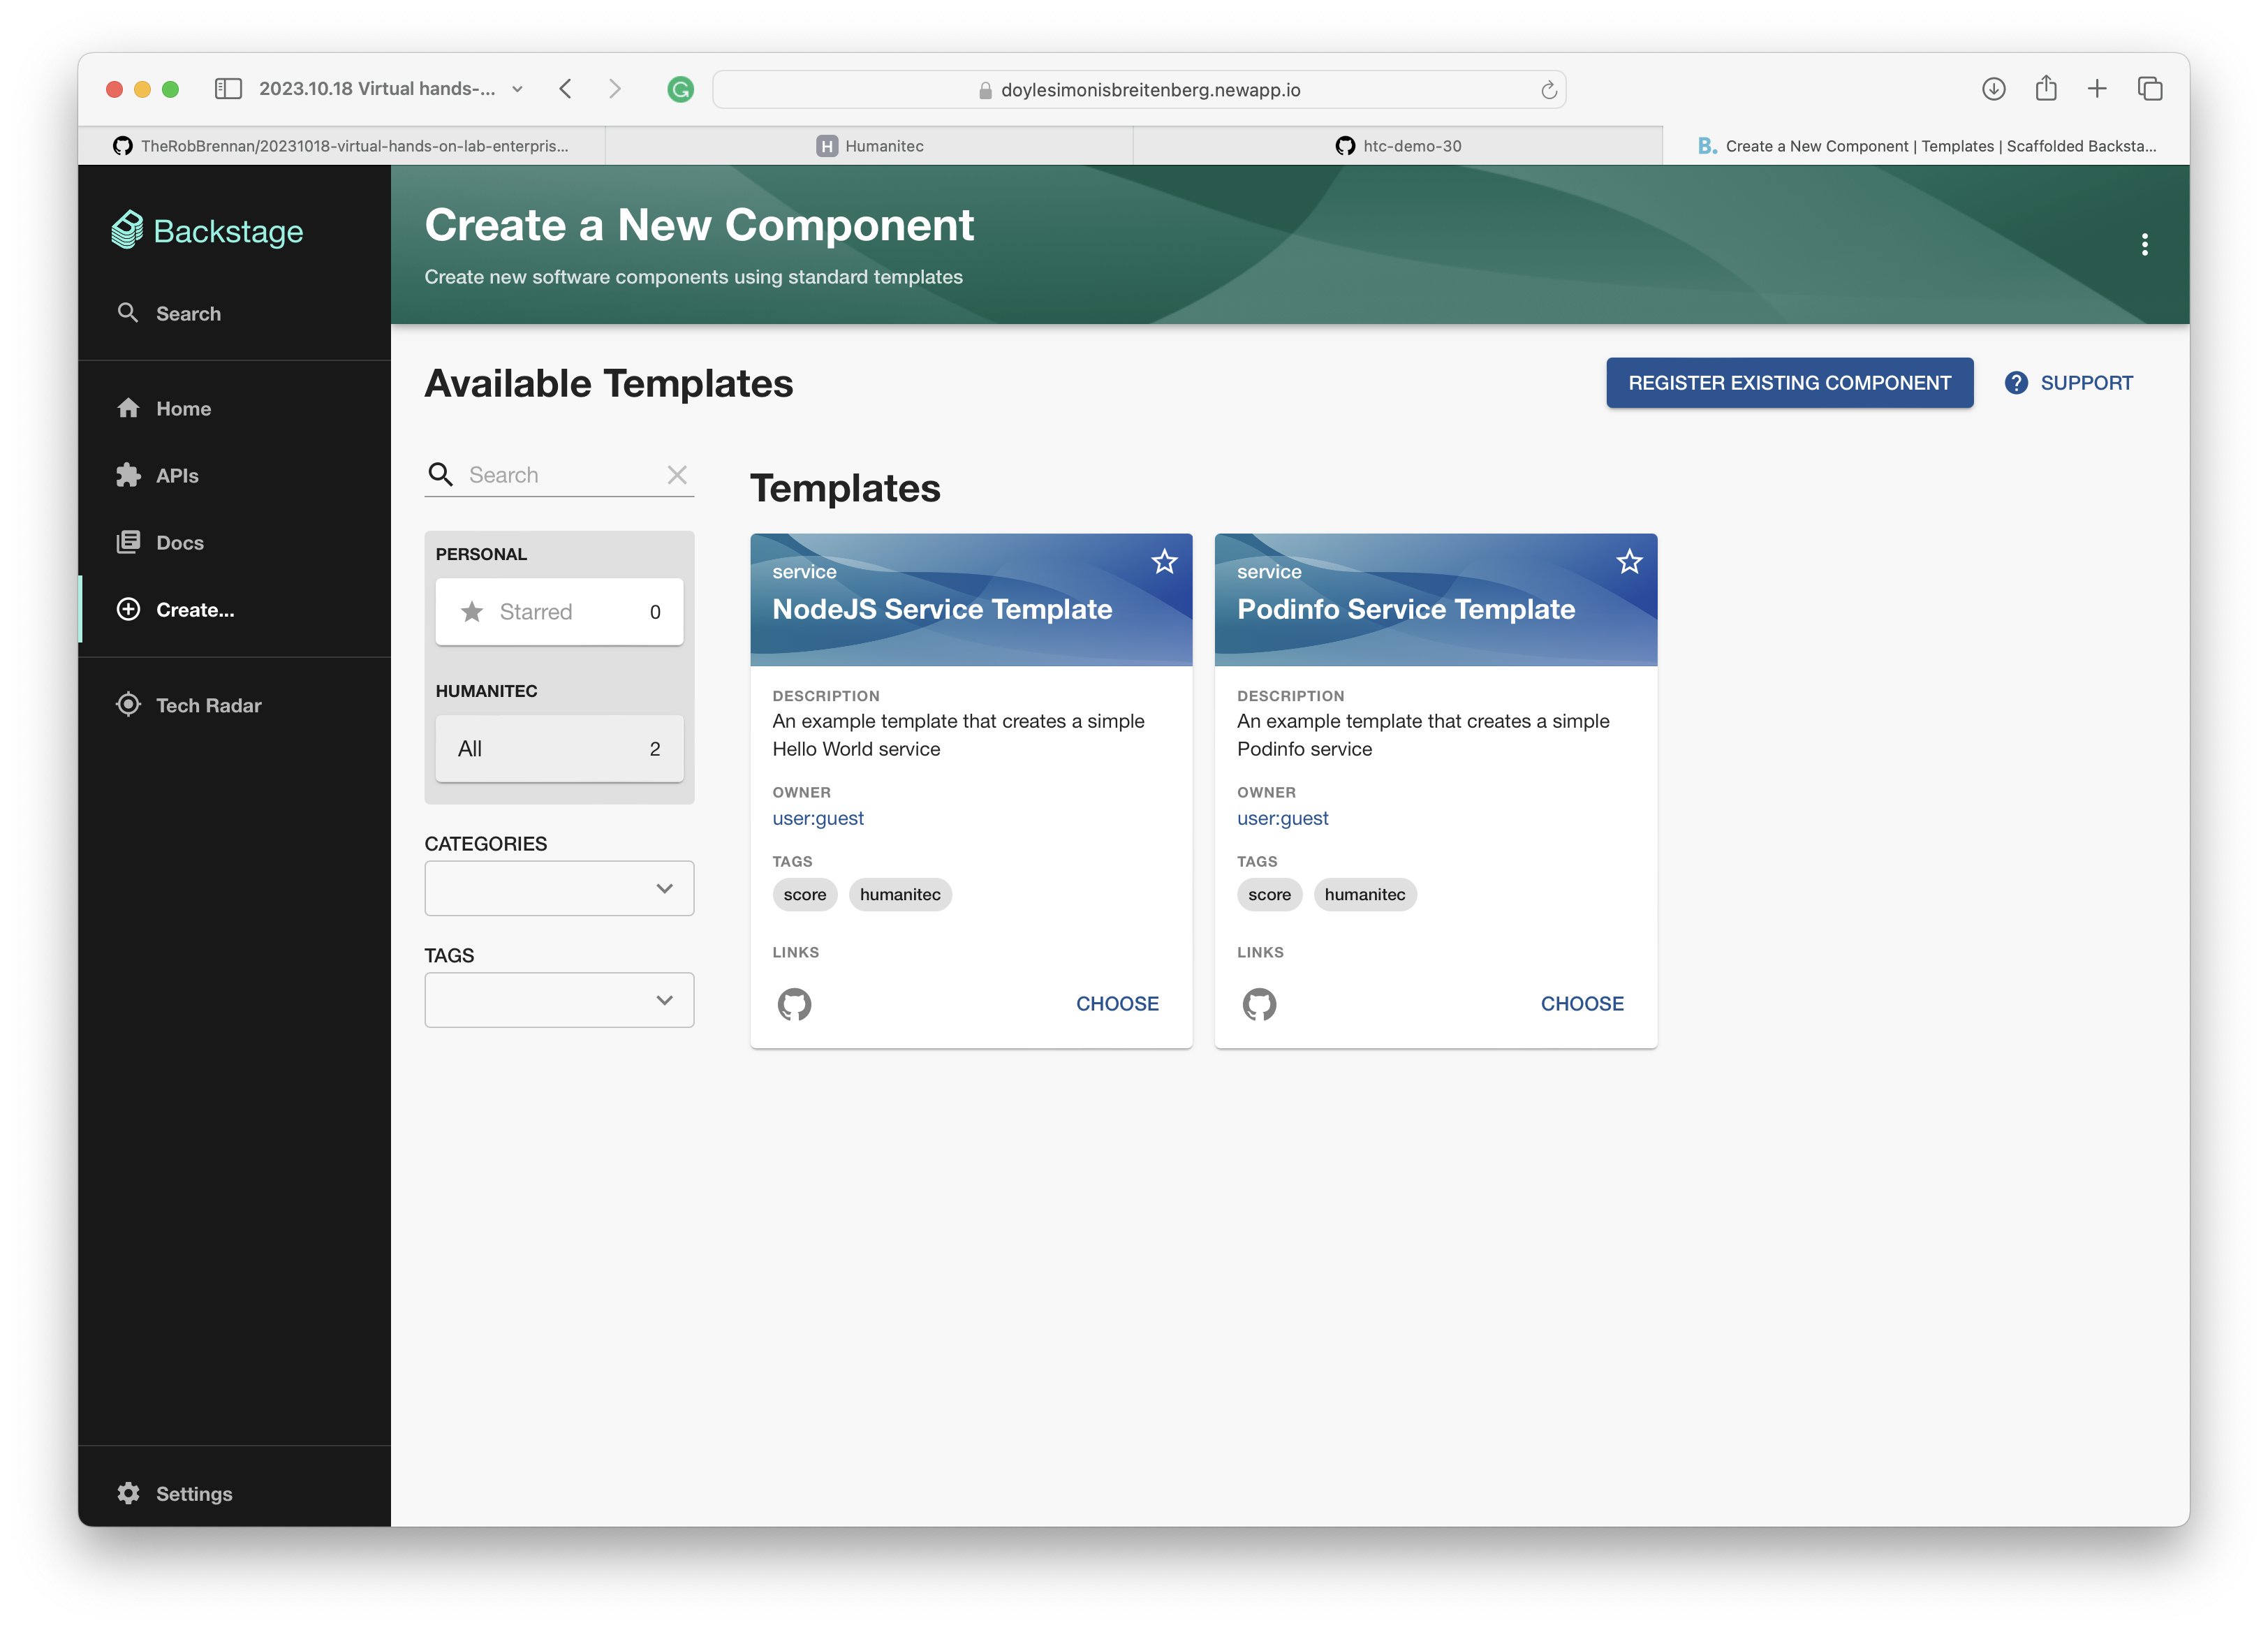 2023.10.18 Virtual hands-...
doylesimonisbreitenberg.newapp.io
TheRobBrennan/20231018-virtual-hands-on-lab-enterpris...
H Humanitec
htc-demo-30
B. Create a New Component | Templates | Scaffolded Backsta...
Backstage
Search
Home
APIs
Docs
Create...
Tech Radar
Settings
Create a New Component
Create new software components using standard templates
Available Templates
REGISTER EXISTING COMPONENT
? SUPPORT
Search
PERSONAL
Starred 0
HUMANITEC
All 2
CATEGORIES
TAGS
Templates
service
NodeJS Service Template
DESCRIPTION
An example template that creates a simple
Hello World service
OWNER
user:guest
TAGS
score humanitec
LINKS
CHOOSE
service
Podinfo Service Template
DESCRIPTION
An example template that creates a simple
Podinfo service
OWNER
user:guest
TAGS
score humanitec
LINKS
CHOOSE